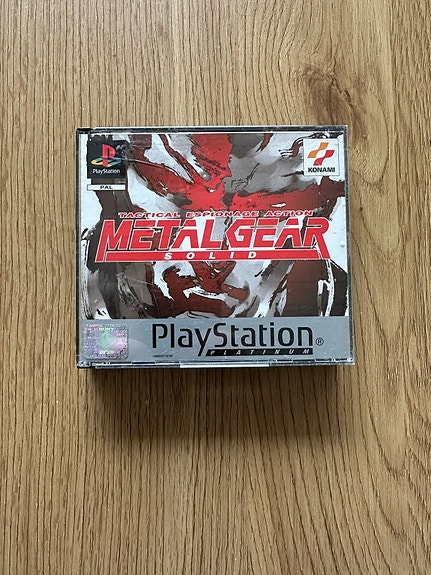 PlayStation
PAL
KONAMI
TACTICAL ESPIONAGE ACTION
METAL GEAR
SOLID
PlayStation®
PLATINUM